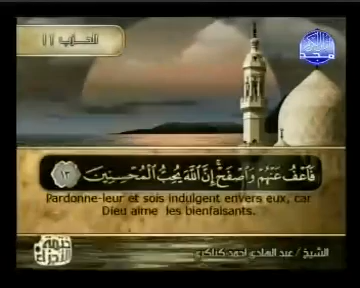 الحزب ١١
فَاعْفُ عَنْهُمْ وَاصْفَحْ ۚ إِنَّ اللَّهَ يُحِبُّ الْمُحْسِنِينَ ١٣
Pardonne-leur et sois indulgent envers eux, car
Dieu aime les bienfaisants.
الشيخ / عبد الهادي أحمد كناكري